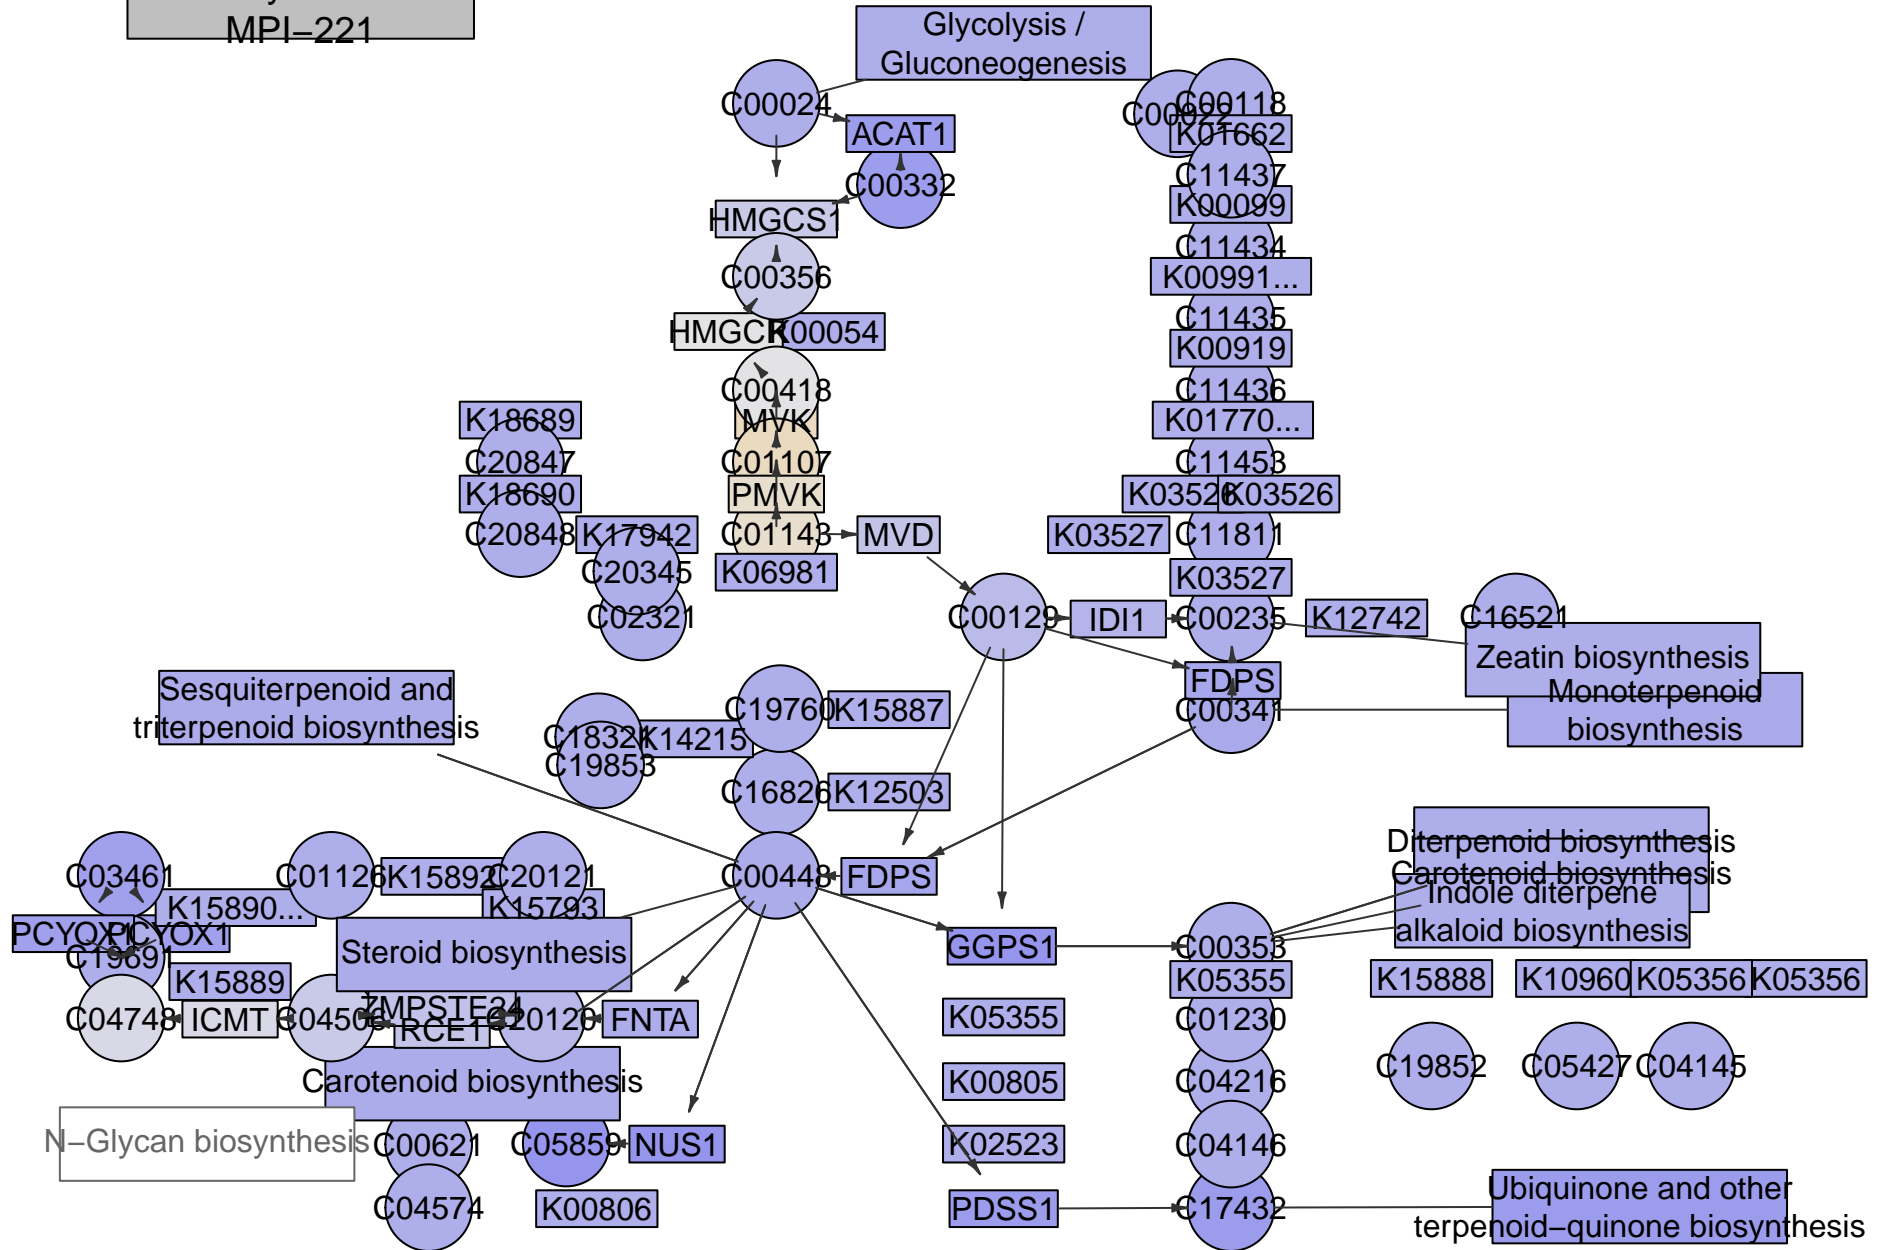 MPI−221
Glycolysis /
Gluconeogenesis
C00024
C00118
C00022
ACAT1
K01662
C00332
C11437
K00099
HMGCS1
C11434
C00356
K00991...
C11435
HMGCR
K00054
K00919
C00418
C11436
K18689
MVK
K01770...
C20847
C01107
C11453
K18690
PMVK
K03526
K03526
C20848
K17942
C01143
MVD
K03527
C11811
C20345
K06981
K03527
C02321
C00129
IDI1
C00235
K12742
C16521
Zeatin biosynthesis
FDPS
Sesquiterpenoid and
triterpenoid biosynthesis
Monoterpenoid
biosynthesis
C19760
K15887
C00341
C18324
K14215
C19853
C16826
K12503
Diterpenoid biosynthesis
Carotenoid biosynthesis
Indole diterpene
alkaloid biosynthesis
C03461
C01126
K15892
C20121
C00448
FDPS
K15890...
K15793
PCYOX1
PCYOX1
C19691
Steroid biosynthesis
GGPS1
C00353
K15889
K05355
K15888
K10960
K05356
K05356
C04748
ICMT
C04506
ZMPSTE24
RCE1
C20120
FNTA
K05355
C01230
Carotenoid biosynthesis
K00805
C04216
C19852
C05427
C04145
N−Glycan biosynthesis
C00621
C05859
NUS1
K02523
C04146
C04574
K00806
PDSS1
C17432
Ubiquinone and other
terpenoid−quinone biosynthesis